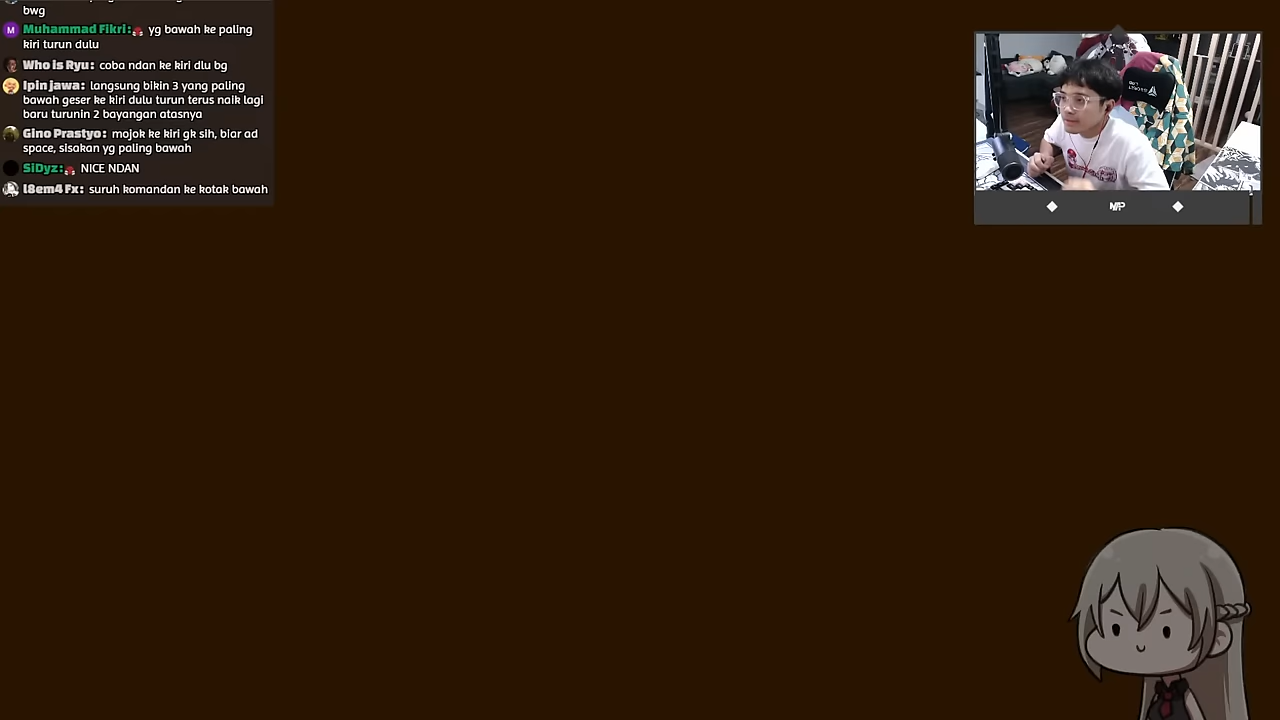 bwg
Muhammad Fikri: yg bawah ke paling
kiri turun dulu
Who is Ryu: coba ndan ke kiri dlu bg
Ipin jawa: langsung bikin 3 yang paling
bawah geser ke kiri dulu turun terus naik lagi
baru turunin 2 bayangan atasnya
Gino Prastyo: mojok ke kiri gk sih, biar ad
space, sisakan yg paling bawah
SiDyz: NICE NDAN
l8em4 Fx: suruh komandan ke kotak bawah